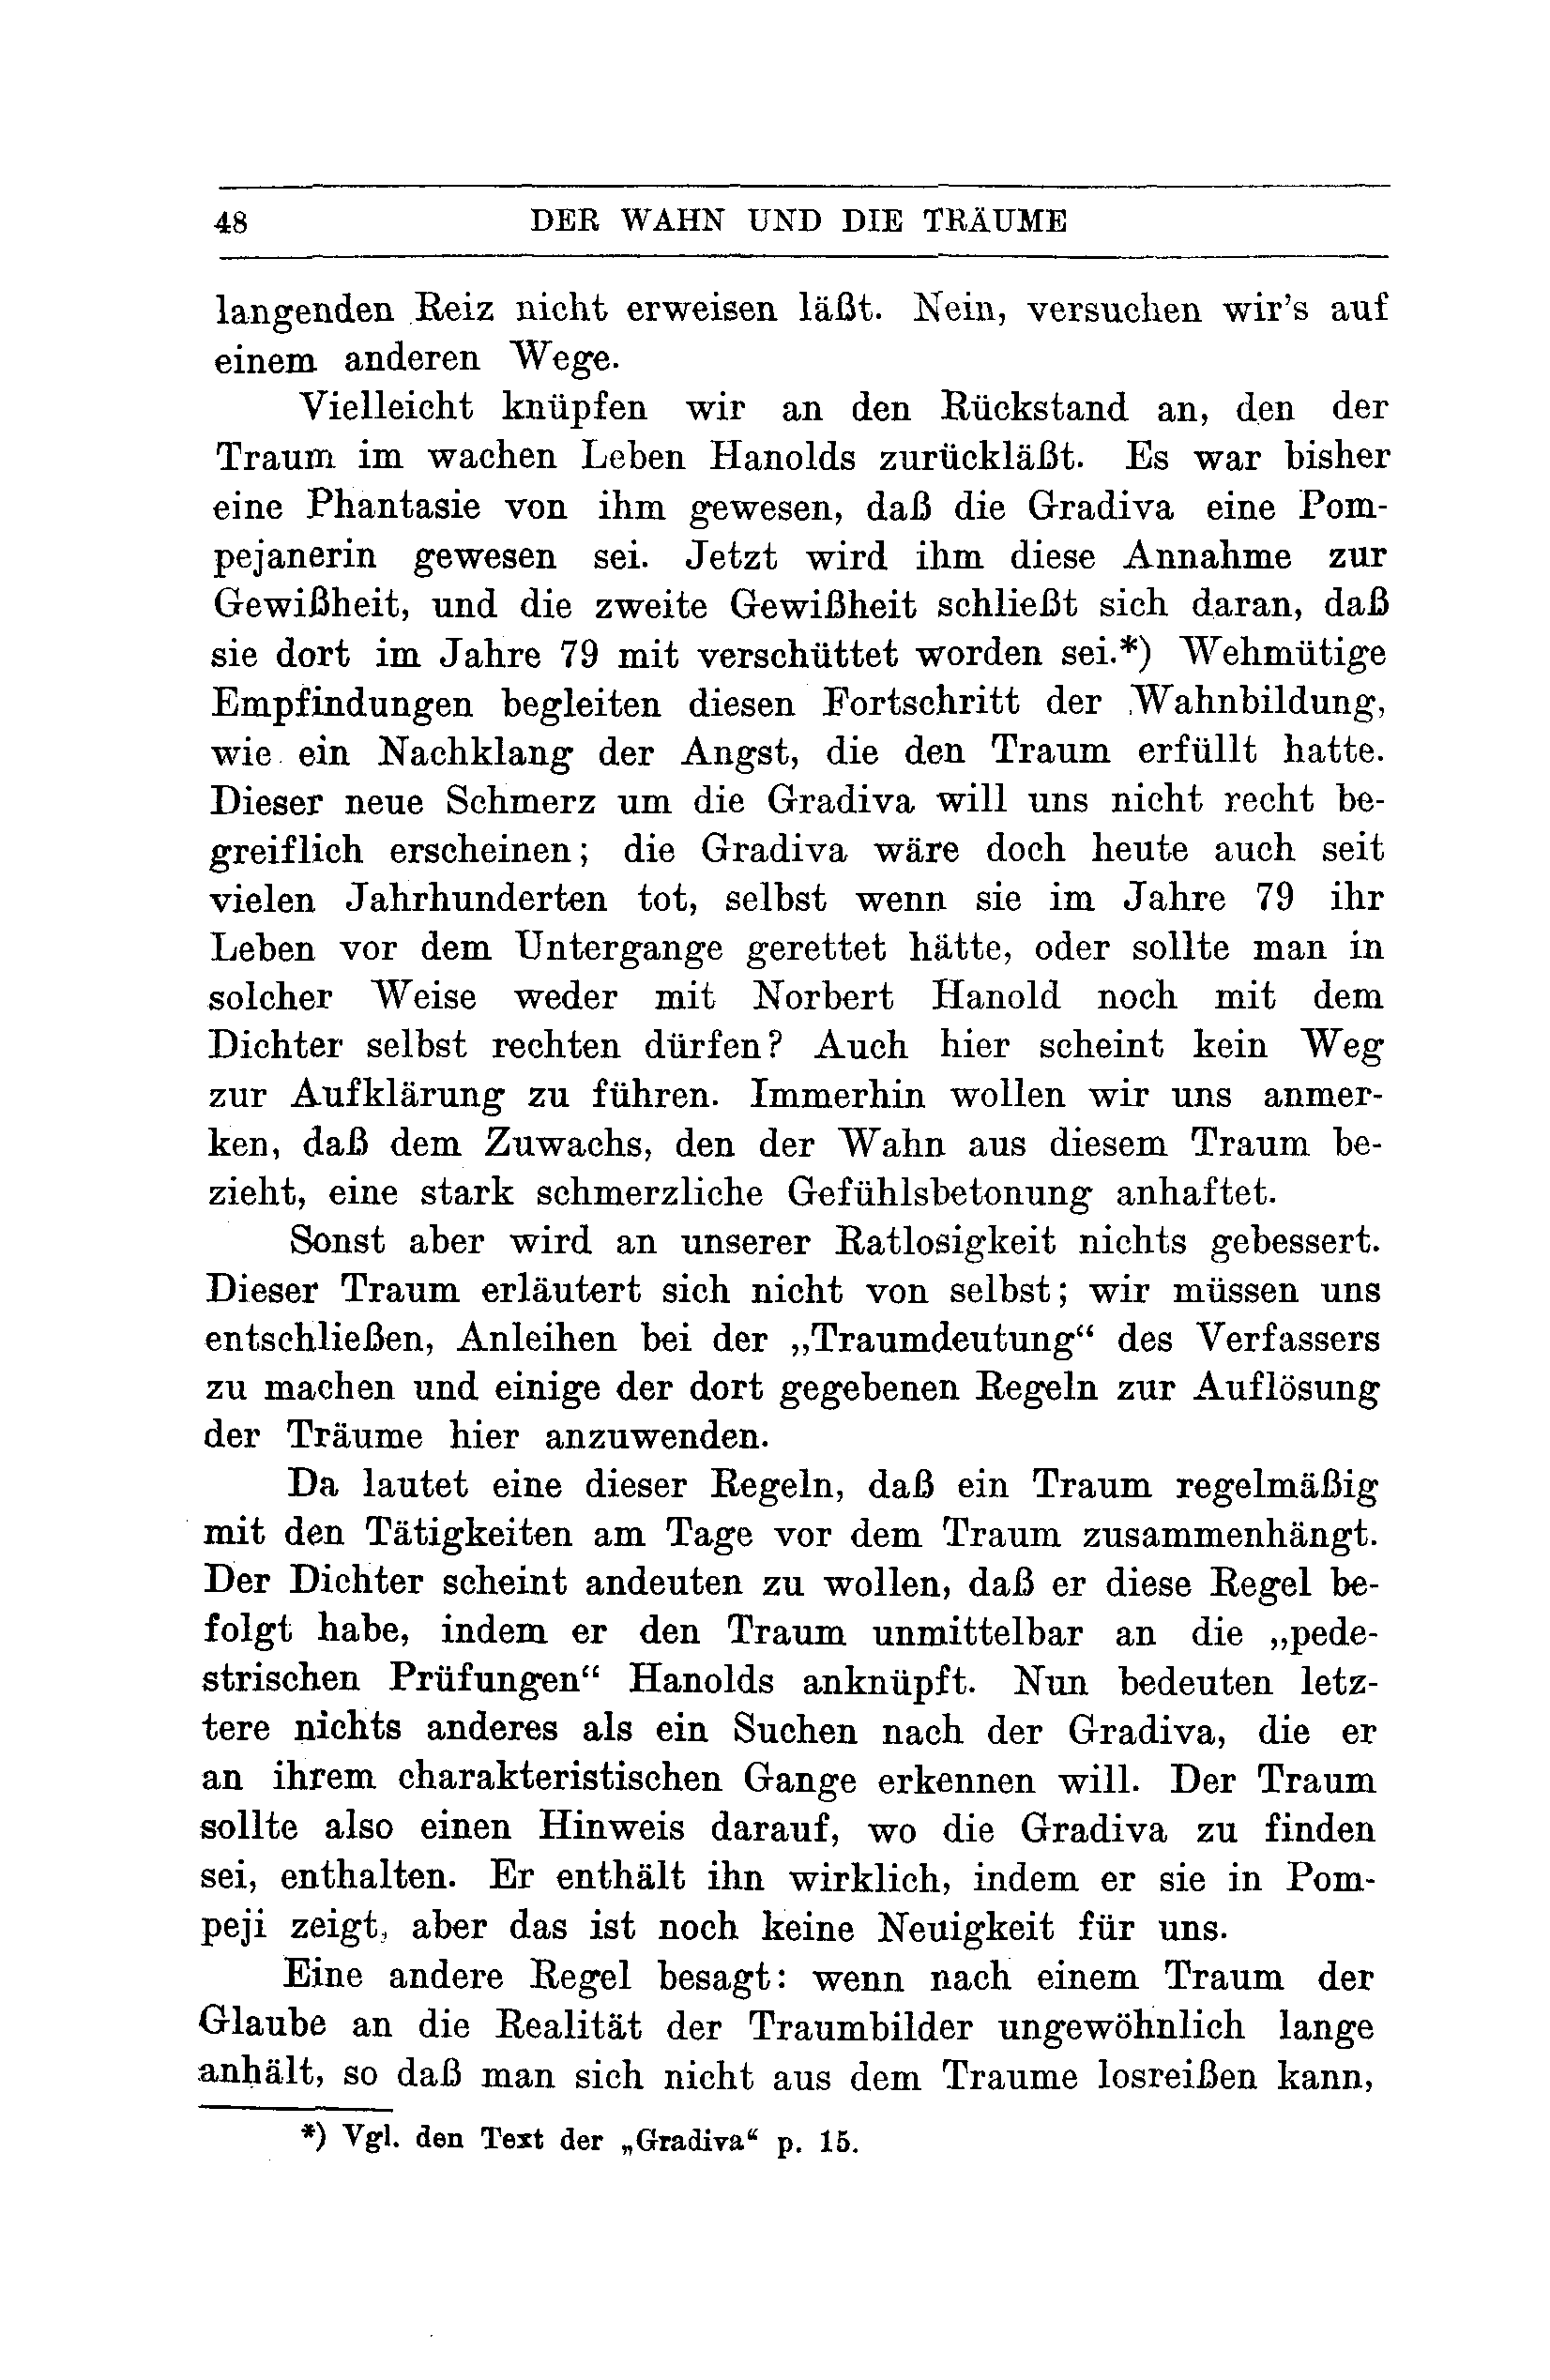 48 DER WAHN UND DIE TRÄUME
langenden Reiz nicht erweisen läßt. Nein, versuchen wir's auf
einem anderen Wege.
Vielleicht knüpfen wir an den Rückstand an, den der
Traum im wachen Leben Hanolds zurückläßt. Es war bisher
eine Phantasie von ihm gewesen, daß die Gradiva eine Pom-
pejanerin gewesen sei. Jetzt wird ihm diese Annahme zur
Gewißheit, und die zweite Gewißheit schließt sich daran, daß
sie dort im Jahre 79 mit verschüttet worden sei.*) Wehmütige
Empfindungen begleiten diesen Fortschritt der Wahnbildung,
wie ein Nachklang der Angst, die den Traum erfüllt hatte.
Dieser neue Schmerz um die Gradiva will uns nicht recht be-
greiflich erscheinen; die Gradiva wäre doch heute auch seit
vielen Jahrhunderten tot, selbst wenn sie im Jahre 79 ihr
Leben vor dem Untergange gerettet hätte, oder sollte man in
solcher Weise weder mit Norbert Hanold noch mit dem
Dichter selbst rechten dürfen? Auch hier scheint kein Weg
zur Aufklärung zu führen. Immerhin wollen wir uns anmer-
ken, daß dem Zuwachs, den der Wahn aus diesem Traum be-
zieht, eine stark schmerzliche Gefühlsbetonung anhaftet.
Sonst aber wird an unserer Ratlosigkeit nichts gebessert.
Dieser Traum erläutert sich nicht von selbst; wir müssen uns
entschließen, Anleihen bei der „Traumdeutung“ des Verfassers
zu machen und einige der dort gegebenen Regeln zur Auflösung
der Träume hier anzuwenden.
Da lautet eine dieser Regeln, daß ein Traum regelmäßig
mit den Tätigkeiten am Tage vor dem Traum zusammenhängt.
Der Dichter scheint andeuten zu wollen, daß er diese Regel be-
folgt habe, indem er den Traum unmittelbar an die „pede-
strischen Prüfungen“ Hanolds anknüpft. Nun bedeuten letz-
tere nichts anderes als ein Suchen nach der Gradiva, die er
an ihrem charakteristischen Gange erkennen will. Der Traum
sollte also einen Hinweis darauf, wo die Gradiva zu finden
sei, enthalten. Er enthält ihn wirklich, indem er sie in Pom-
peji zeigt, aber das ist noch keine Neuigkeit für uns.
Eine andere Regel besagt: wenn nach einem Traum der
Glaube an die Realität der Traumbilder ungewöhnlich lange
anhält, so daß man sich nicht aus dem Traume losreißen kann,
*) Vgl. den Text der „Gradiva“ p. 15.